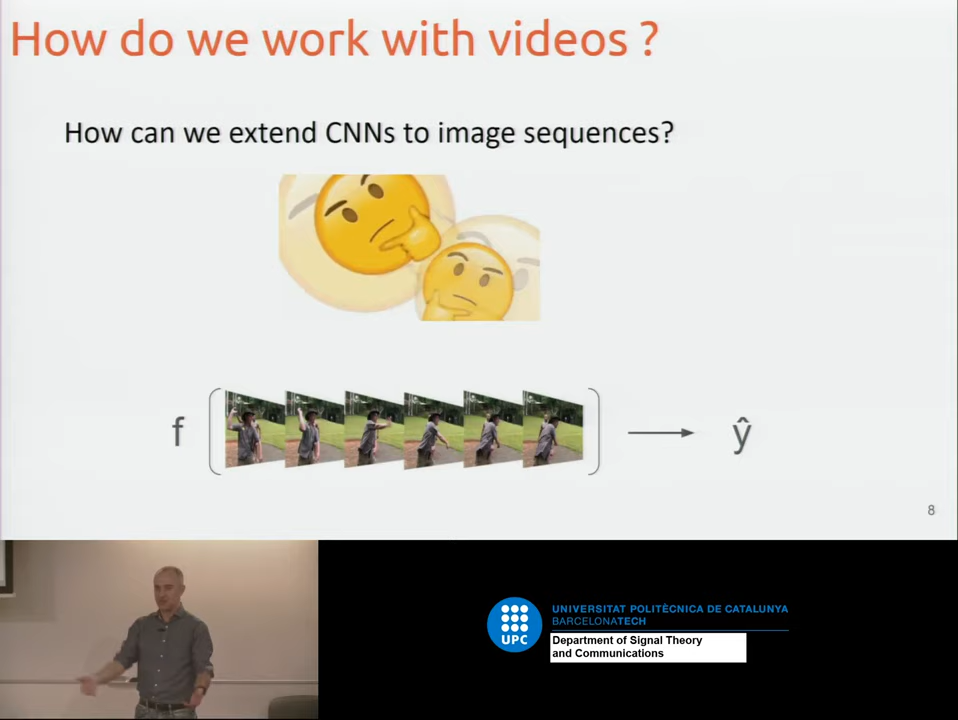 How do we work with videos ?
How can we extend CNNs to image sequences?
f
ŷ
8
UPC
UNIVERSITAT POLITÈCNICA DE CATALUNYA
BARCELONATECH
Department of Signal Theory
and Communications